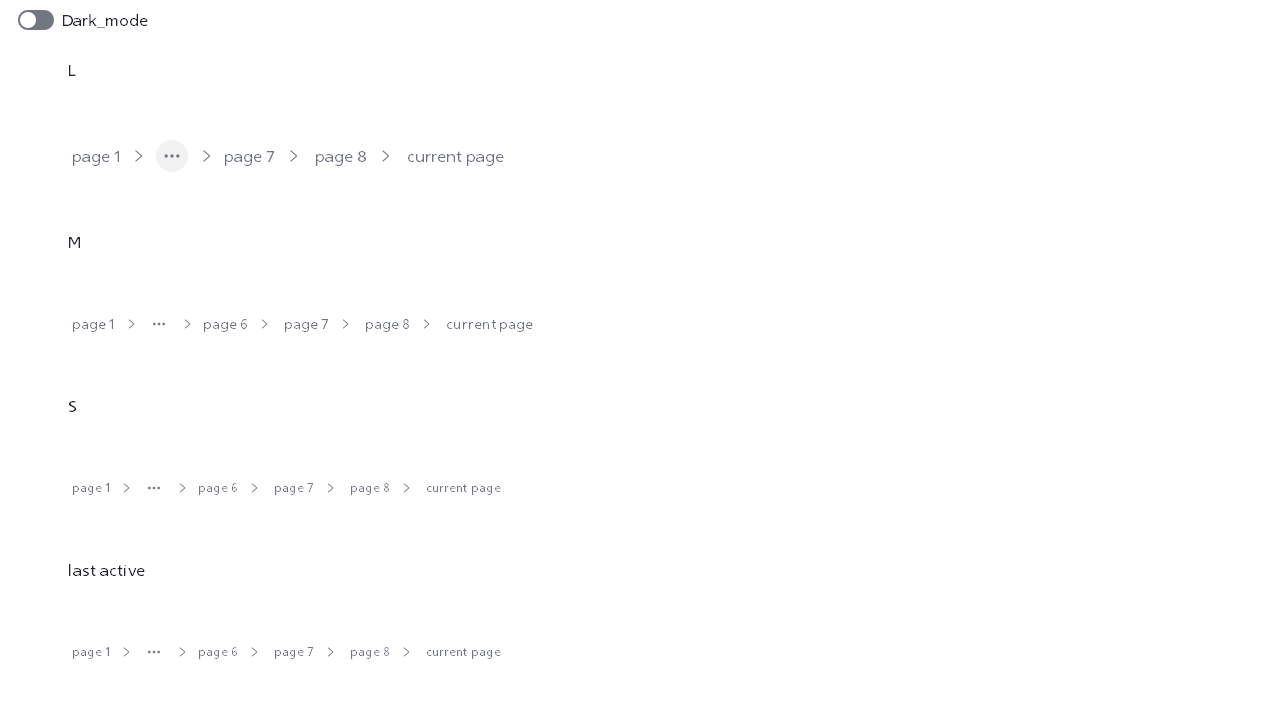 Dark_mode
L
page 1 > ... > page 7 > page 8 > current page
M
page 1 > ... > page 6 > page 7 > page 8 > current page
S
page 1 > ... > page 6 > page 7 > page 8 > current page
last active
page 1 > ... > page 6 > page 7 > page 8 > current page